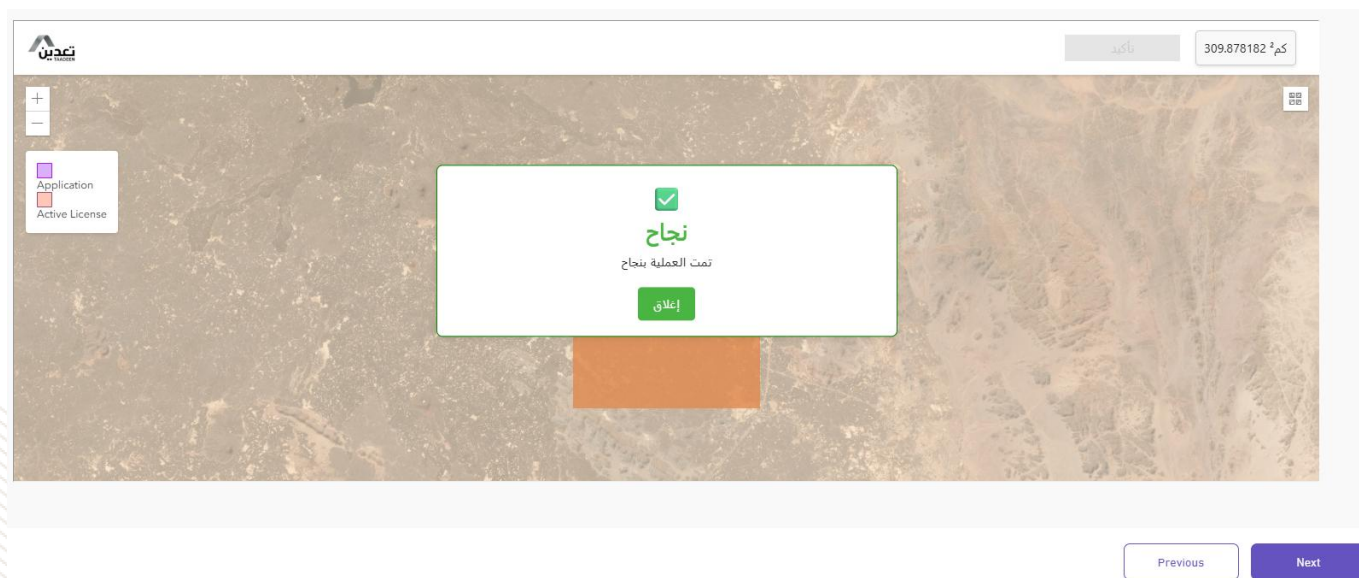 تعدين
TAADEEN
تأكيد
309.878182 كم²
+
−
Application
Active License
نجاح
تمت العملية بنجاح
إغلاق
Previous
Next